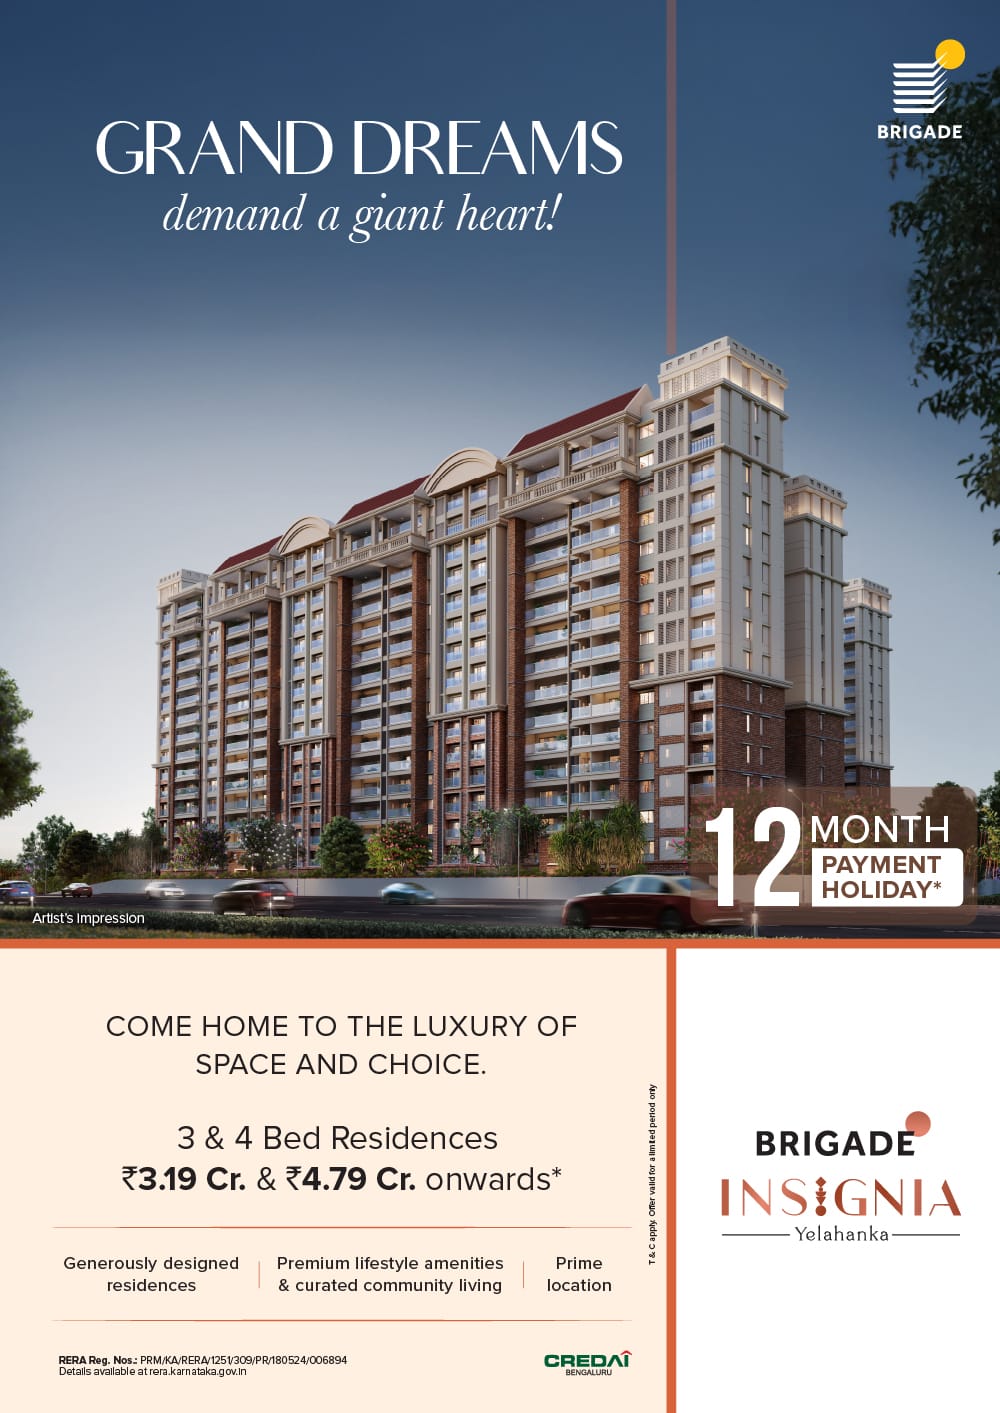 BRIGADE
GRAND DREAMS
demand a giant heart!
12
MONTH
PAYMENT
HOLIDAY*
Artist's Impression
COME HOME TO THE LUXURY OF
SPACE AND CHOICE.
3 & 4 Bed Residences
₹3.19 Cr. & ₹4.79 Cr. onwards*
Generously designed
residences
Premium lifestyle amenities
& curated community living
Prime
location
T & C apply. Offer valid for a limited period only
RERA Reg. Nos.: PRM/KA/RERA/1251/309/PR/180524/006894
Details available at rera.karnataka.gov.in
CREDAI
BENGALURU
BRIGADE
INSIGNIA
Yelahanka